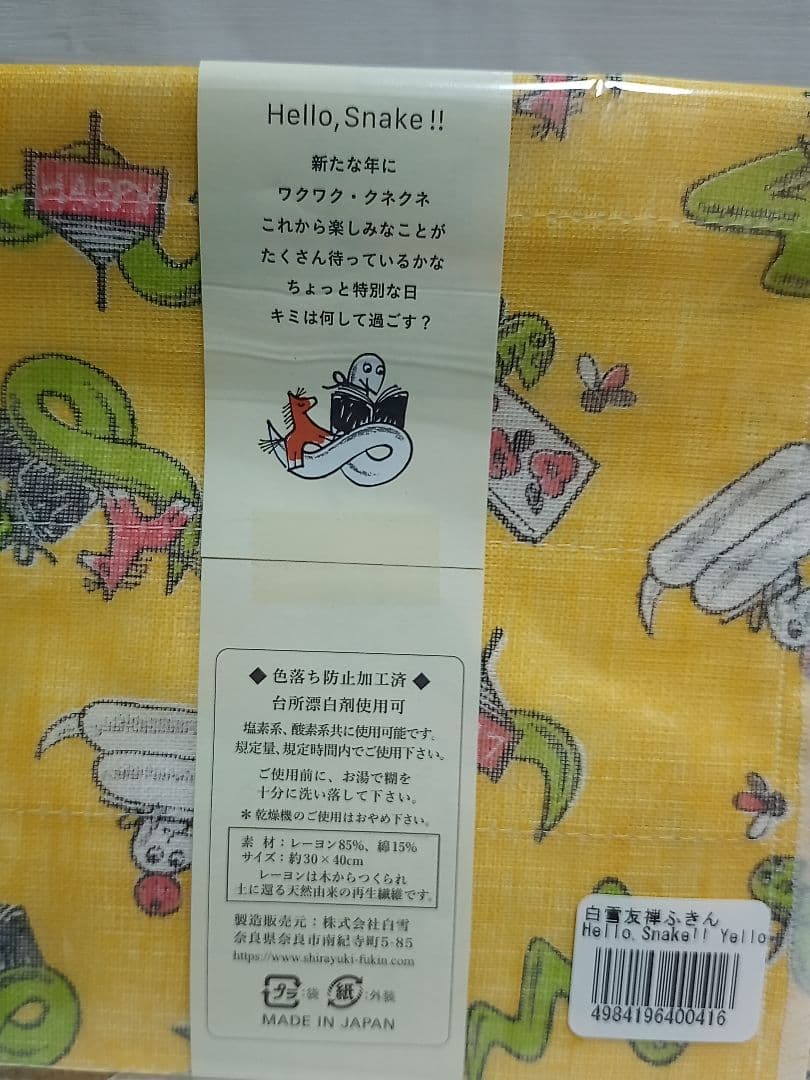 Hello,Snake!!
新たな年に
ワクワク・クネクネ
これから楽しみなことが
たくさん待っているかな
ちょっと特別な日
キミは何して過ごす？
HAPPY
◆ 色落ち防止加工済 ◆
台所漂白剤使用可
塩素系、酸素系共に使用可能です。
規定量、規定時間内でご使用下さい。
ご使用前に、お湯で糊を
十分に洗い落して下さい。
＊乾燥機のご使用はおやめ下さい。
素 材：レーヨン85％、綿15％
サイズ：約30×40cm
レーヨンは木からつくられ
土に還る天然由来の再生繊維です。
製造販売元：株式会社白雪
奈良県奈良市南紀寺町5-85
https://www.shirayuki-fukin.com
プラ：袋 紙：外装
MADE IN JAPAN
白雪友禅ふきん
Hello,Snake!! Yello
4984196400416